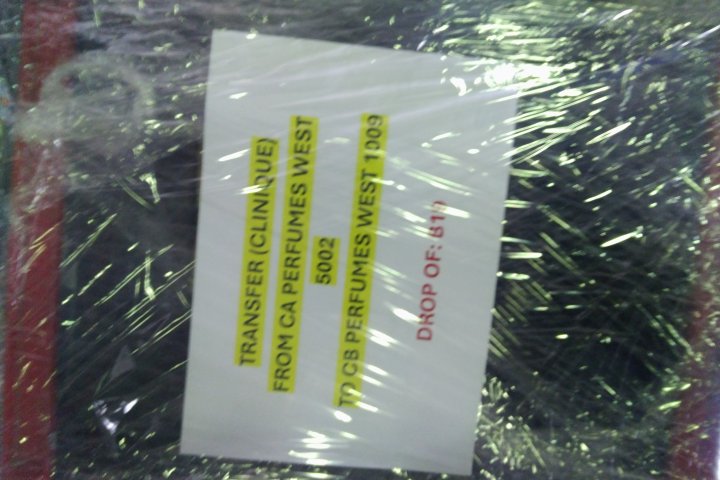 TRANSFER (CLINIQUE)
FROM CA PERFUMES WEST
5002
TO CB PERFUMES WEST 1009
DROP OF: